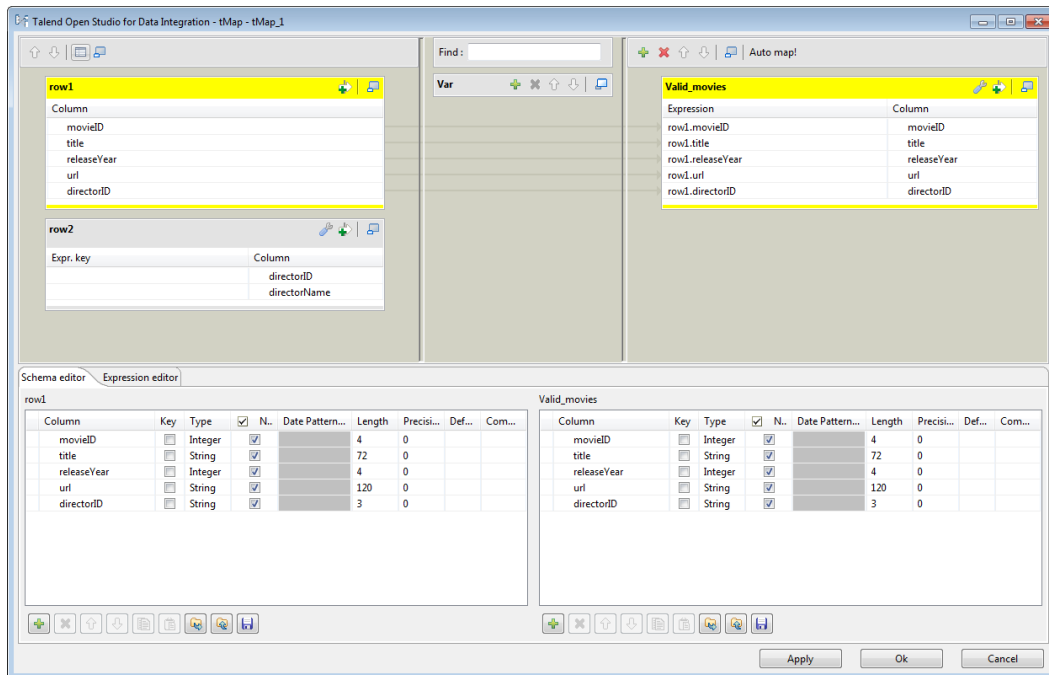 Talend Open Studio for Data Integration - tMap - tMap_1
Find :
Auto map!
row1
Column
movieID
title
releaseYear
url
directorID
row2
Expr. key Column
directorID
directorName
Var
Valid_movies
Expression Column
row1.movieID movieID
row1.title title
row1.releaseYear releaseYear
row1.url url
row1.directorID directorID
Schema editor Expression editor
row1
Column Key Type N.. Date Pattern... Length Precisi... Def... Com...
movieID Integer 4 0
title String 72 0
releaseYear Integer 4 0
url String 120 0
directorID String 3 0
Valid_movies
Column Key Type N.. Date Pattern... Length Precisi... Def... Com...
movieID Integer 4 0
title String 72 0
releaseYear Integer 4 0
url String 120 0
directorID String 3 0
Apply Ok Cancel